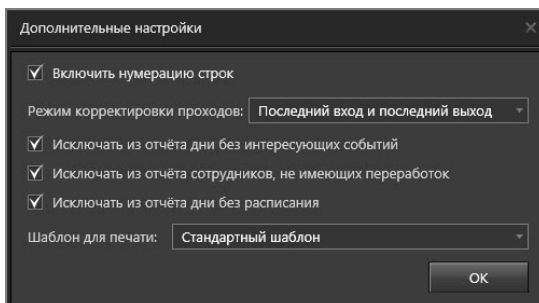 Дополнительные настройки
Включить нумерацию строк
Режим корректировки проходов: Последний вход и последний выход
Исключать из отчёта дни без интересующих событий
Исключать из отчёта сотрудников, не имеющих переработок
Исключать из отчёта дни без расписания
Шаблон для печати: Стандартный шаблон
ОК